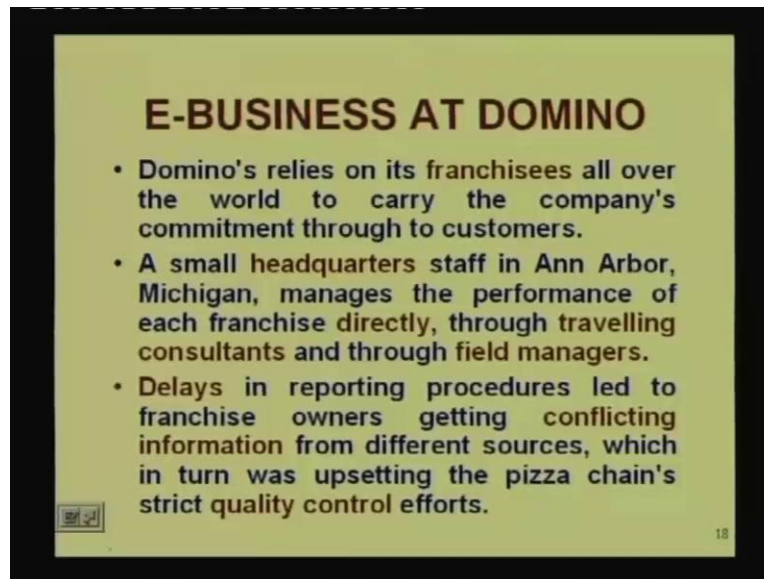 E-BUSINESS AT DOMINO
• Domino's relies on its franchisees all over
the world to carry the company's
commitment through to customers.
• A small headquarters staff in Ann Arbor,
Michigan, manages the performance of
each franchise directly, through travelling
consultants and through field managers.
• Delays in reporting procedures led to
franchise owners getting conflicting
information from different sources, which
in turn was upsetting the pizza chain's
strict quality control efforts.
18